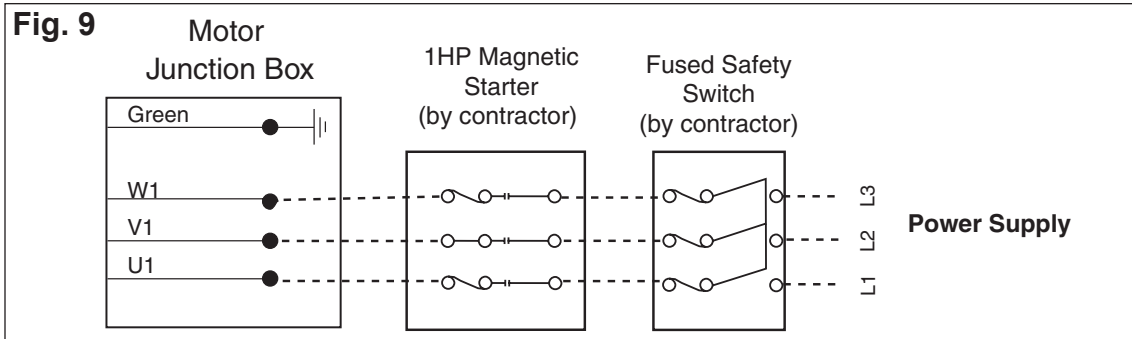 Fig. 9
Motor
Junction Box
1HP Magnetic
Starter
(by contractor)
Fused Safety
Switch
(by contractor)
Green
W1
V1
U1
L3
L2
L1
Power Supply